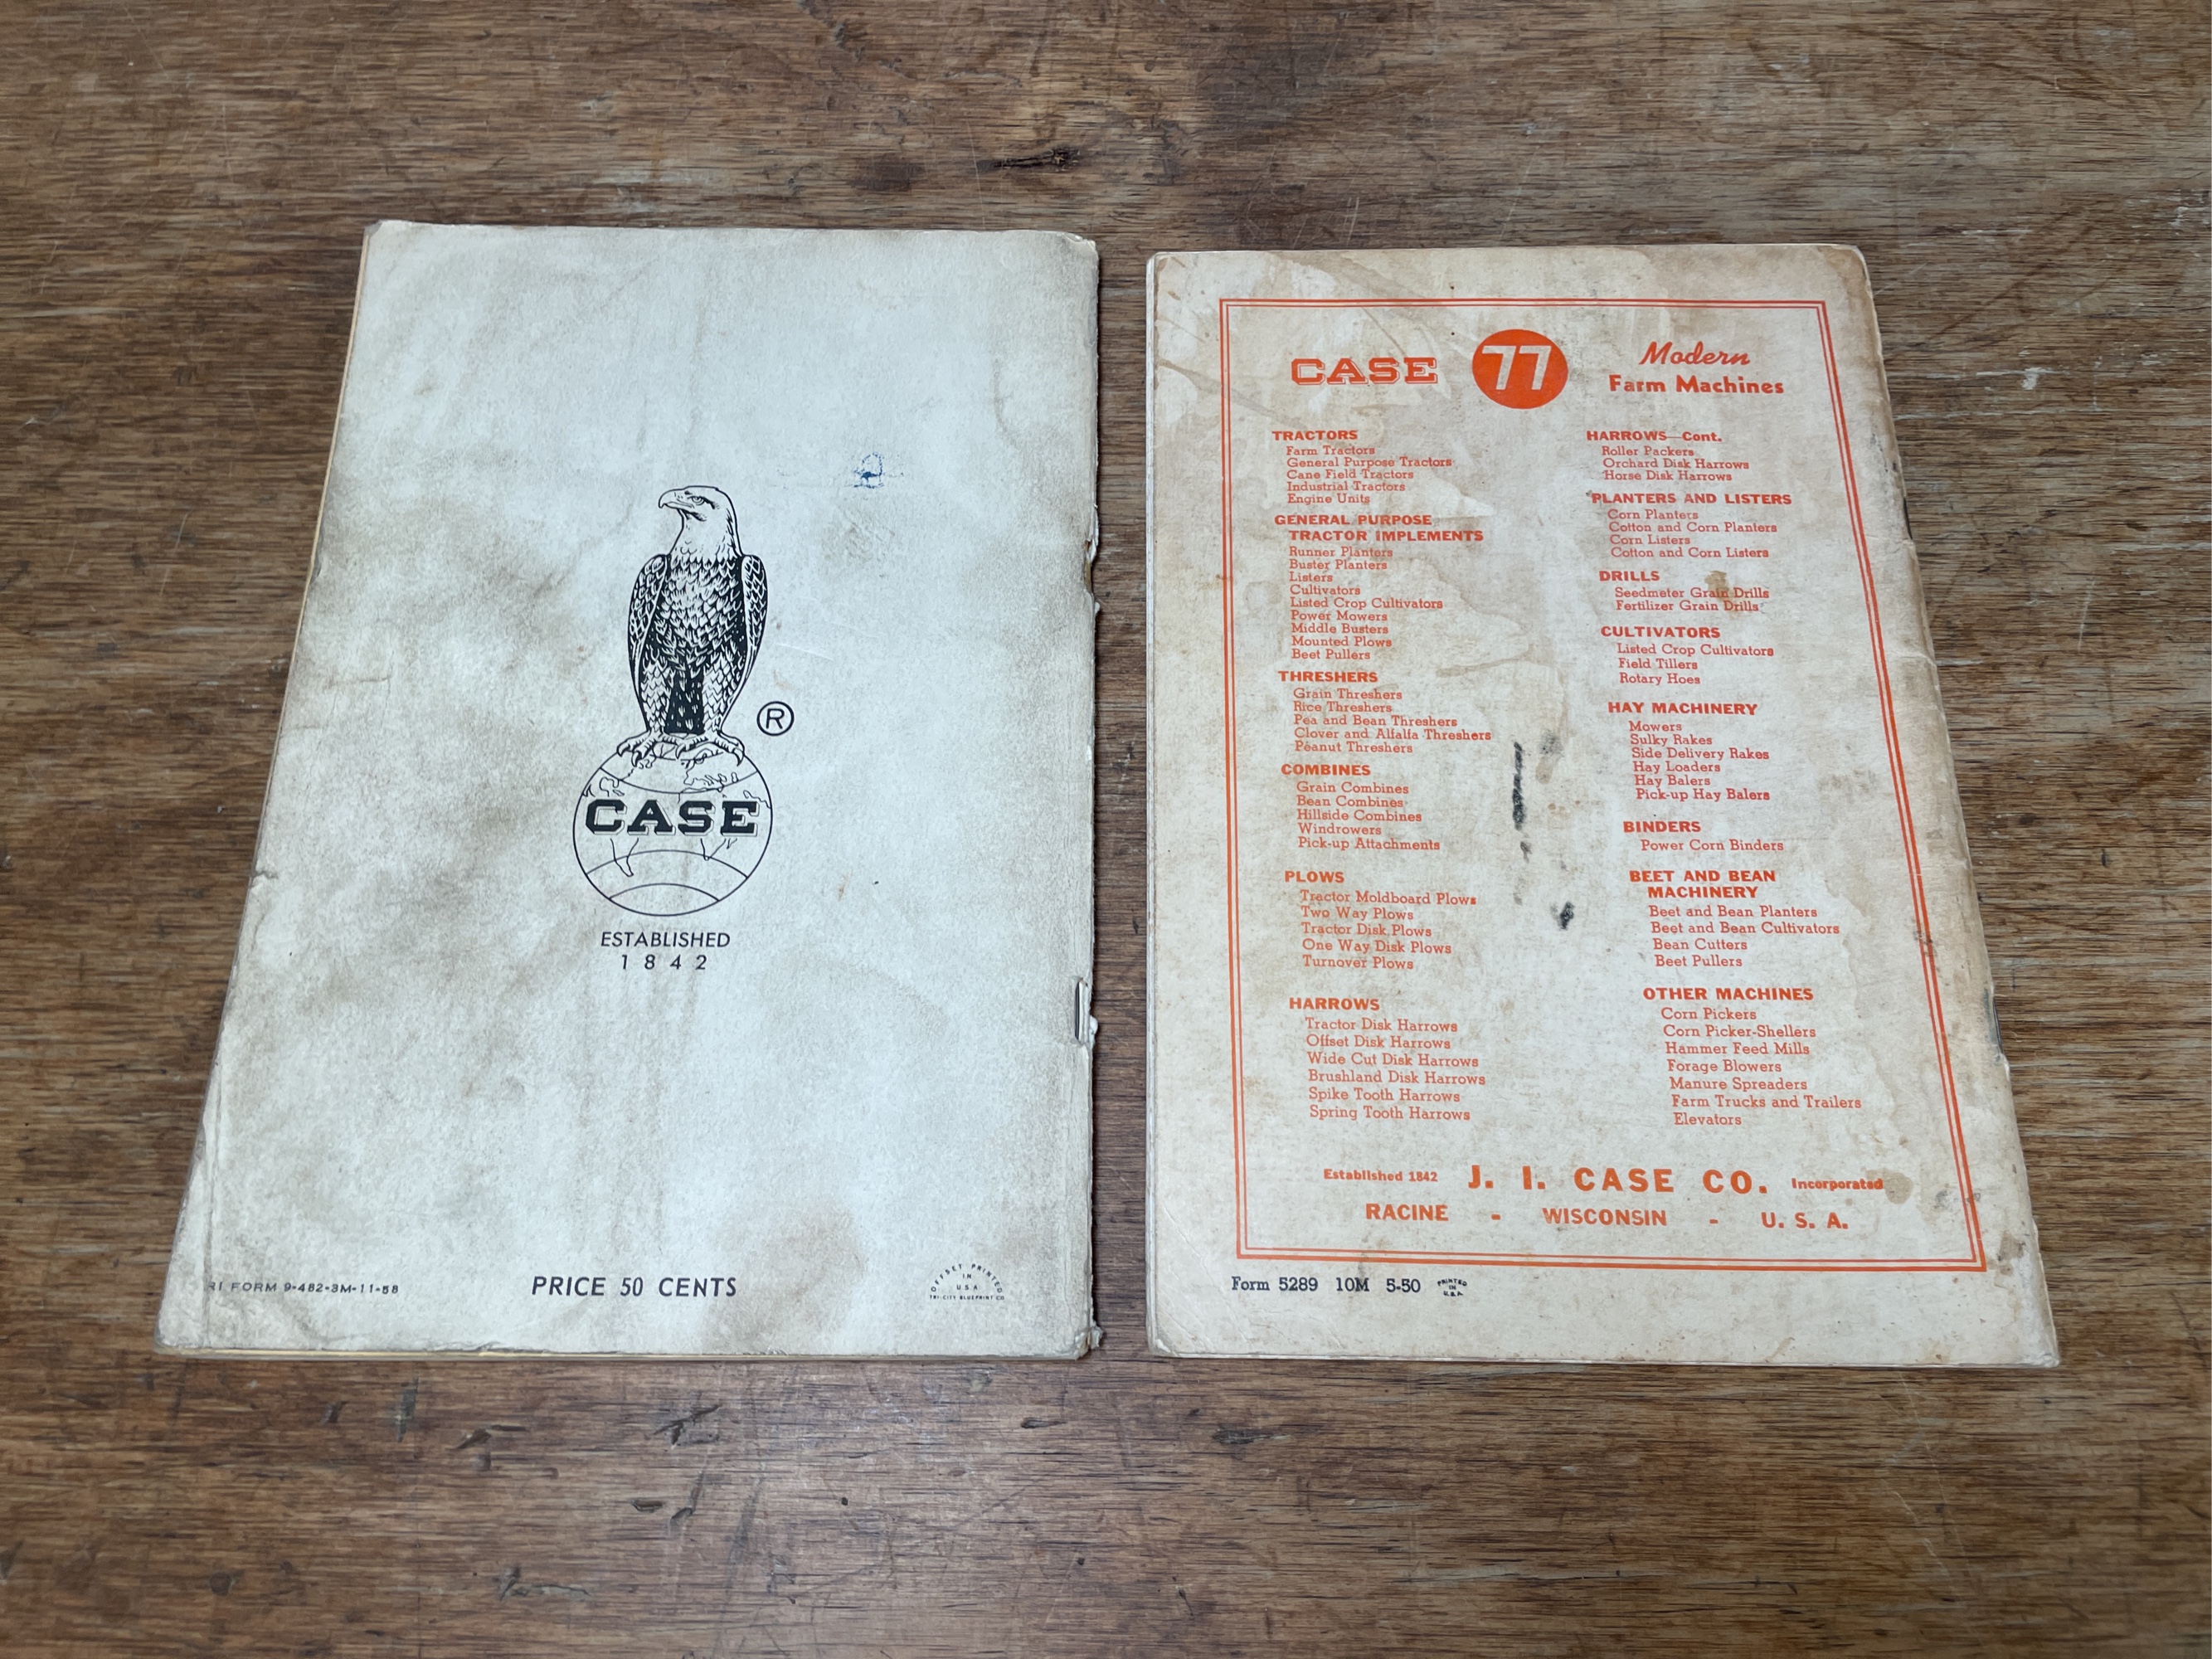 ®
CASE
ESTABLISHED
1842
RI FORM 9-482-3M-11-58
PRICE 50 CENTS
OFFSET PRINTED
IN
U S A
TRI-CITY BLUEPRINT CO.
CASE 77 Modern
Farm Machines
TRACTORS
Farm Tractors
General Purpose Tractors
Cane Field Tractors
Industrial Tractors
Engine Units
GENERAL PURPOSE
TRACTOR IMPLEMENTS
Runner Planters
Buster Planters
Listers
Cultivators
Listed Crop Cultivators
Power Mowers
Middle Busters
Mounted Plows
Beet Pullers
THRESHERS
Grain Threshers
Rice Threshers
Pea and Bean Threshers
Clover and Alfalfa Threshers
Peanut Threshers
COMBINES
Grain Combines
Bean Combines
Hillside Combines
Windrowers
Pick-up Attachments
PLOWS
Tractor Moldboard Plows
Two Way Plows
Tractor Disk Plows
One Way Disk Plows
Turnover Plows
HARROWS
Tractor Disk Harrows
Offset Disk Harrows
Wide Cut Disk Harrows
Brushland Disk Harrows
Spike Tooth Harrows
Spring Tooth Harrows
HARROWS—Cont.
Roller Packers
Orchard Disk Harrows
Horse Disk Harrows
PLANTERS AND LISTERS
Corn Planters
Cotton and Corn Planters
Corn Listers
Cotton and Corn Listers
DRILLS
Seedmeter Grain Drills
Fertilizer Grain Drills
CULTIVATORS
Listed Crop Cultivators
Field Tillers
Rotary Hoes
HAY MACHINERY
Mowers
Sulky Rakes
Side Delivery Rakes
Hay Loaders
Hay Balers
Pick-up Hay Balers
BINDERS
Power Corn Binders
BEET AND BEAN
MACHINERY
Beet and Bean Planters
Beet and Bean Cultivators
Bean Cutters
Beet Pullers
OTHER MACHINES
Corn Pickers
Corn Picker-Shellers
Hammer Feed Mills
Forage Blowers
Manure Spreaders
Farm Trucks and Trailers
Elevators
Established 1842 J. I. CASE CO. Incorporated
RACINE - WISCONSIN - U. S. A.
Form 5289 10M 5-50
PRINTED
IN
U.S.A.